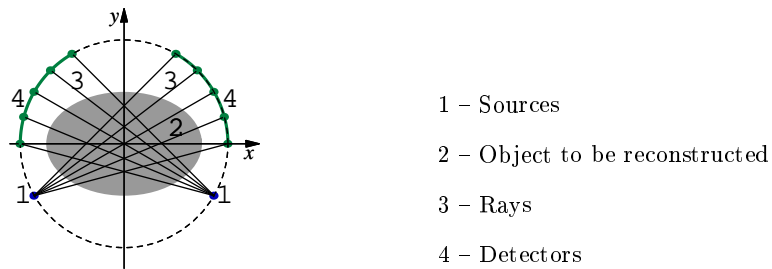 y
3 3
4 4
2
x
1 1
1 – Sources
2 – Object to be reconstructed
3 – Rays
4 – Detectors